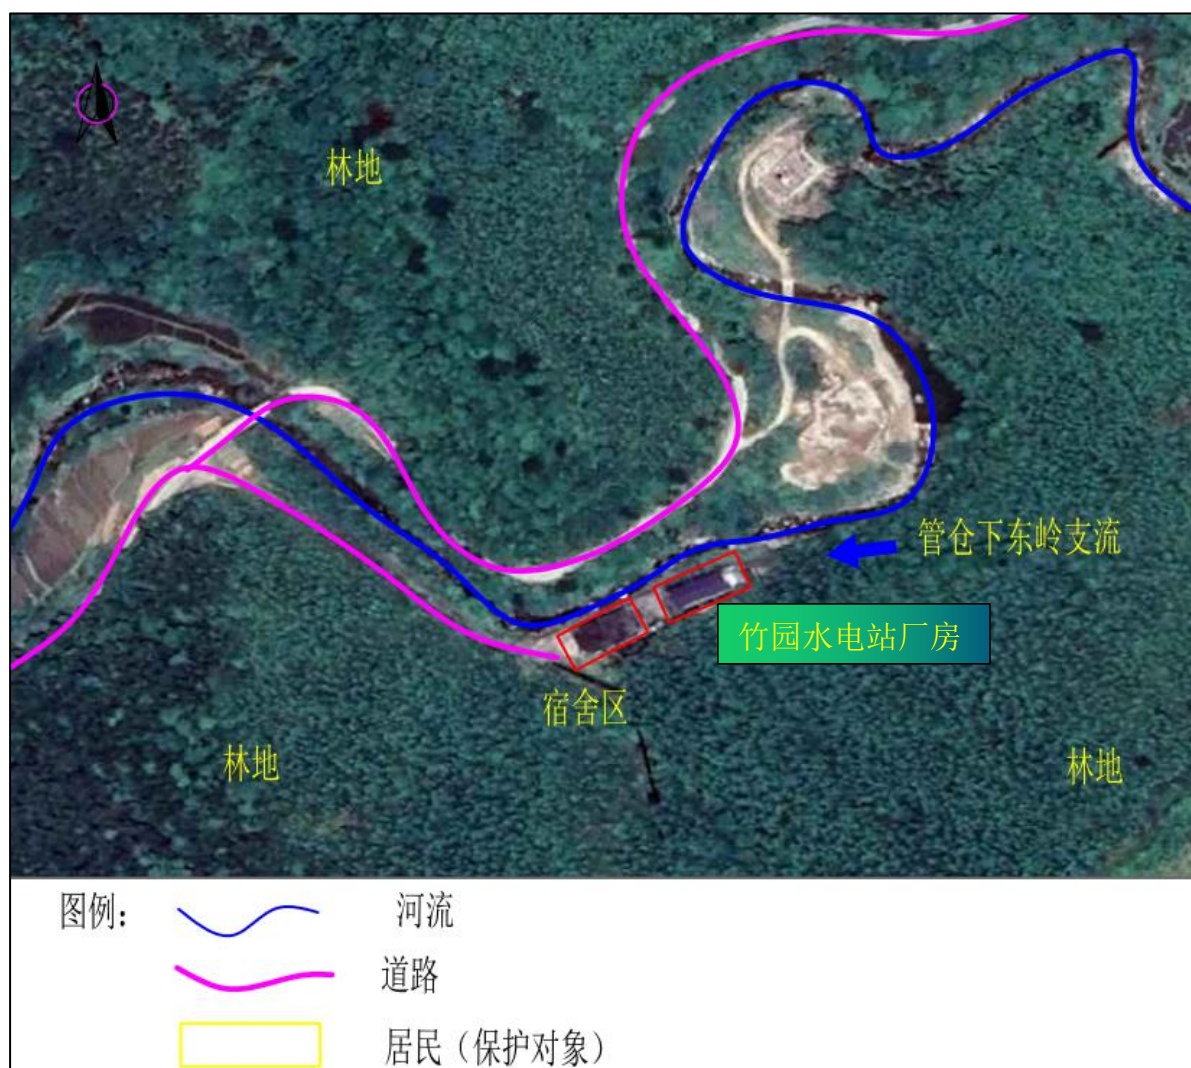 林地
管仓下东岭支流
竹园水电站厂房
宿舍区
林地
林地
图例：
河流
道路
居民（保护对象）